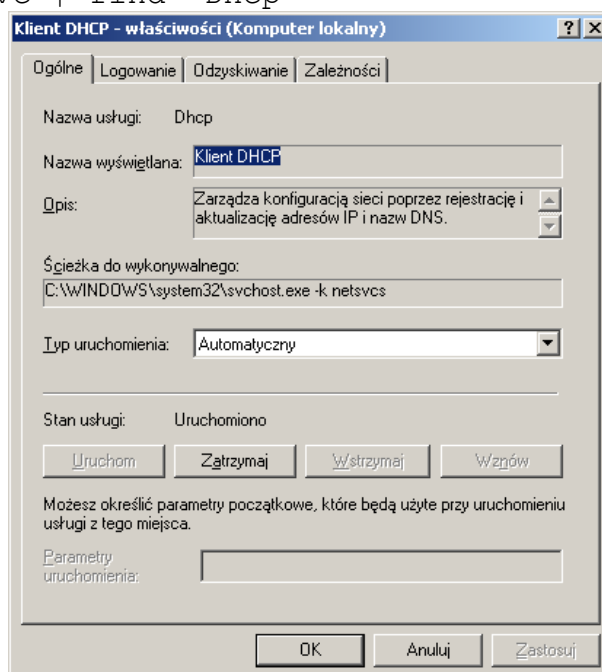 | find "Dhcp"
Klient DHCP - właściwości (Komputer lokalny)
Ogólne Logowanie Odzyskiwanie Zależności
Nazwa usługi: Dhcp
Nazwa wyświetlana: Klient DHCP
Opis: Zarządza konfiguracją sieci poprzez rejestrację i
aktualizację adresów IP i nazw DNS.
Ścieżka do wykonywalnego:
C:\WINDOWS\system32\svchost.exe -k netsvcs
Typ uruchomienia: Automatyczny
Stan usługi: Uruchomiono
Uruchom Zatrzymaj Wstrzymaj Wznów
Możesz określić parametry początkowe, które będą użyte przy uruchomieniu
usługi z tego miejsca.
Parametry
uruchomienia:
OK Anuluj Zastosuj